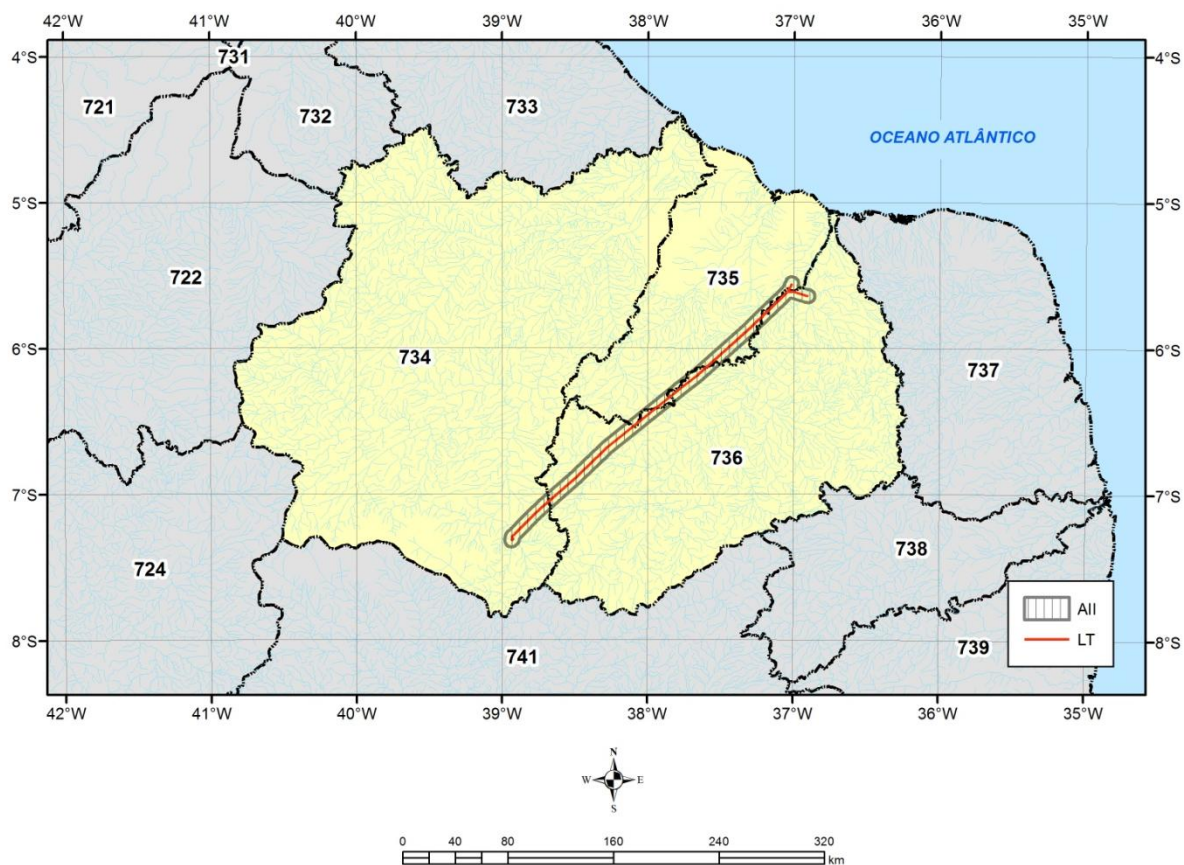 42°W 41°W 40°W 39°W 38°W 37°W 36°W 35°W
4°S 731 4°S
721 732 733
OCEANO ATLÂNTICO
5°S 5°S
722 735
6°S 734 737 6°S
736
7°S 7°S
724 738
AII
LT
8°S 741 739 8°S
42°W 41°W 40°W 39°W 38°W 37°W 36°W 35°W
N
W E
S
0 40 80 160 240 320
km